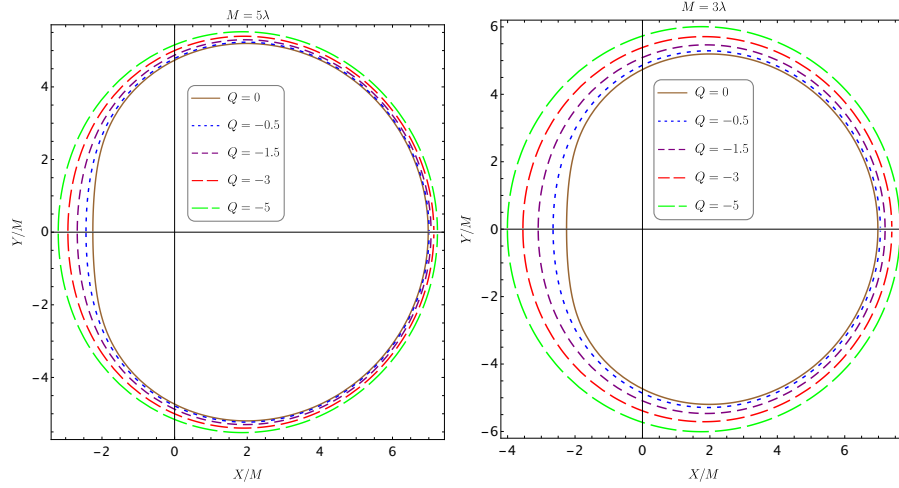 M = 5λ
Y/M
4
2
0
−2
−4
Q = 0
Q = −0.5
Q = −1.5
Q = −3
Q = −5
−2
0
2
4
6
X/M
M = 3λ
Y/M
6
4
2
0
−2
−4
−6
Q = 0
Q = −0.5
Q = −1.5
Q = −3
Q = −5
−4
−2
0
2
4
6
X/M